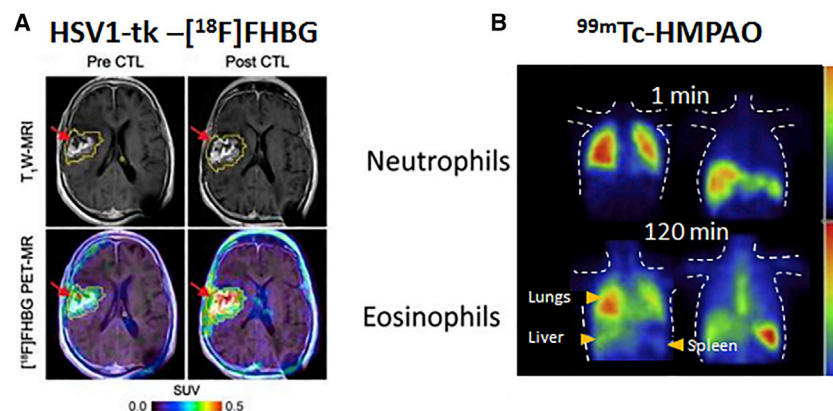 A
HSV1-tk –[¹⁸F]FHBG
Pre CTL
Post CTL
T₁W-MRI
[¹⁸F]FHBG PET-MR
SUV
0.0
0.5
B
⁹⁹ᵐTc-HMPAO
1 min
Neutrophils
120 min
Eosinophils
Lungs
Liver
Spleen